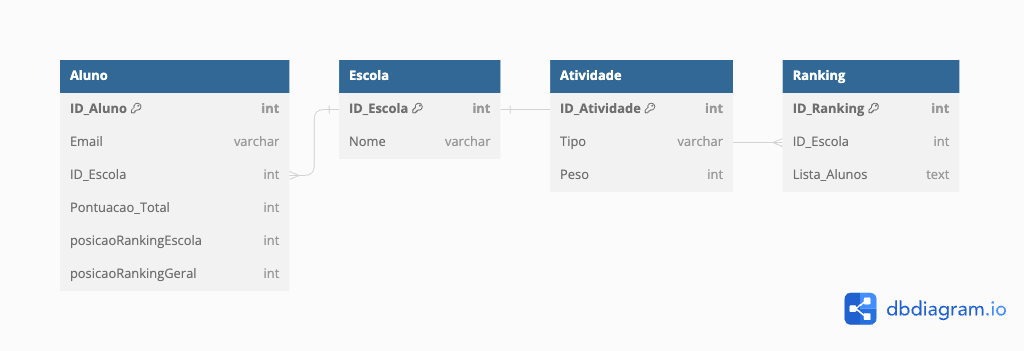 Aluno
ID_Aluno int
Email varchar
ID_Escola int
Pontuacao_Total int
posicaoRankingEscola int
posicaoRankingGeral int
Escola
ID_Escola int
Nome varchar
Atividade
ID_Atividade int
Tipo varchar
Peso int
Ranking
ID_Ranking int
ID_Escola int
Lista_Alunos text
dbdiagram.io